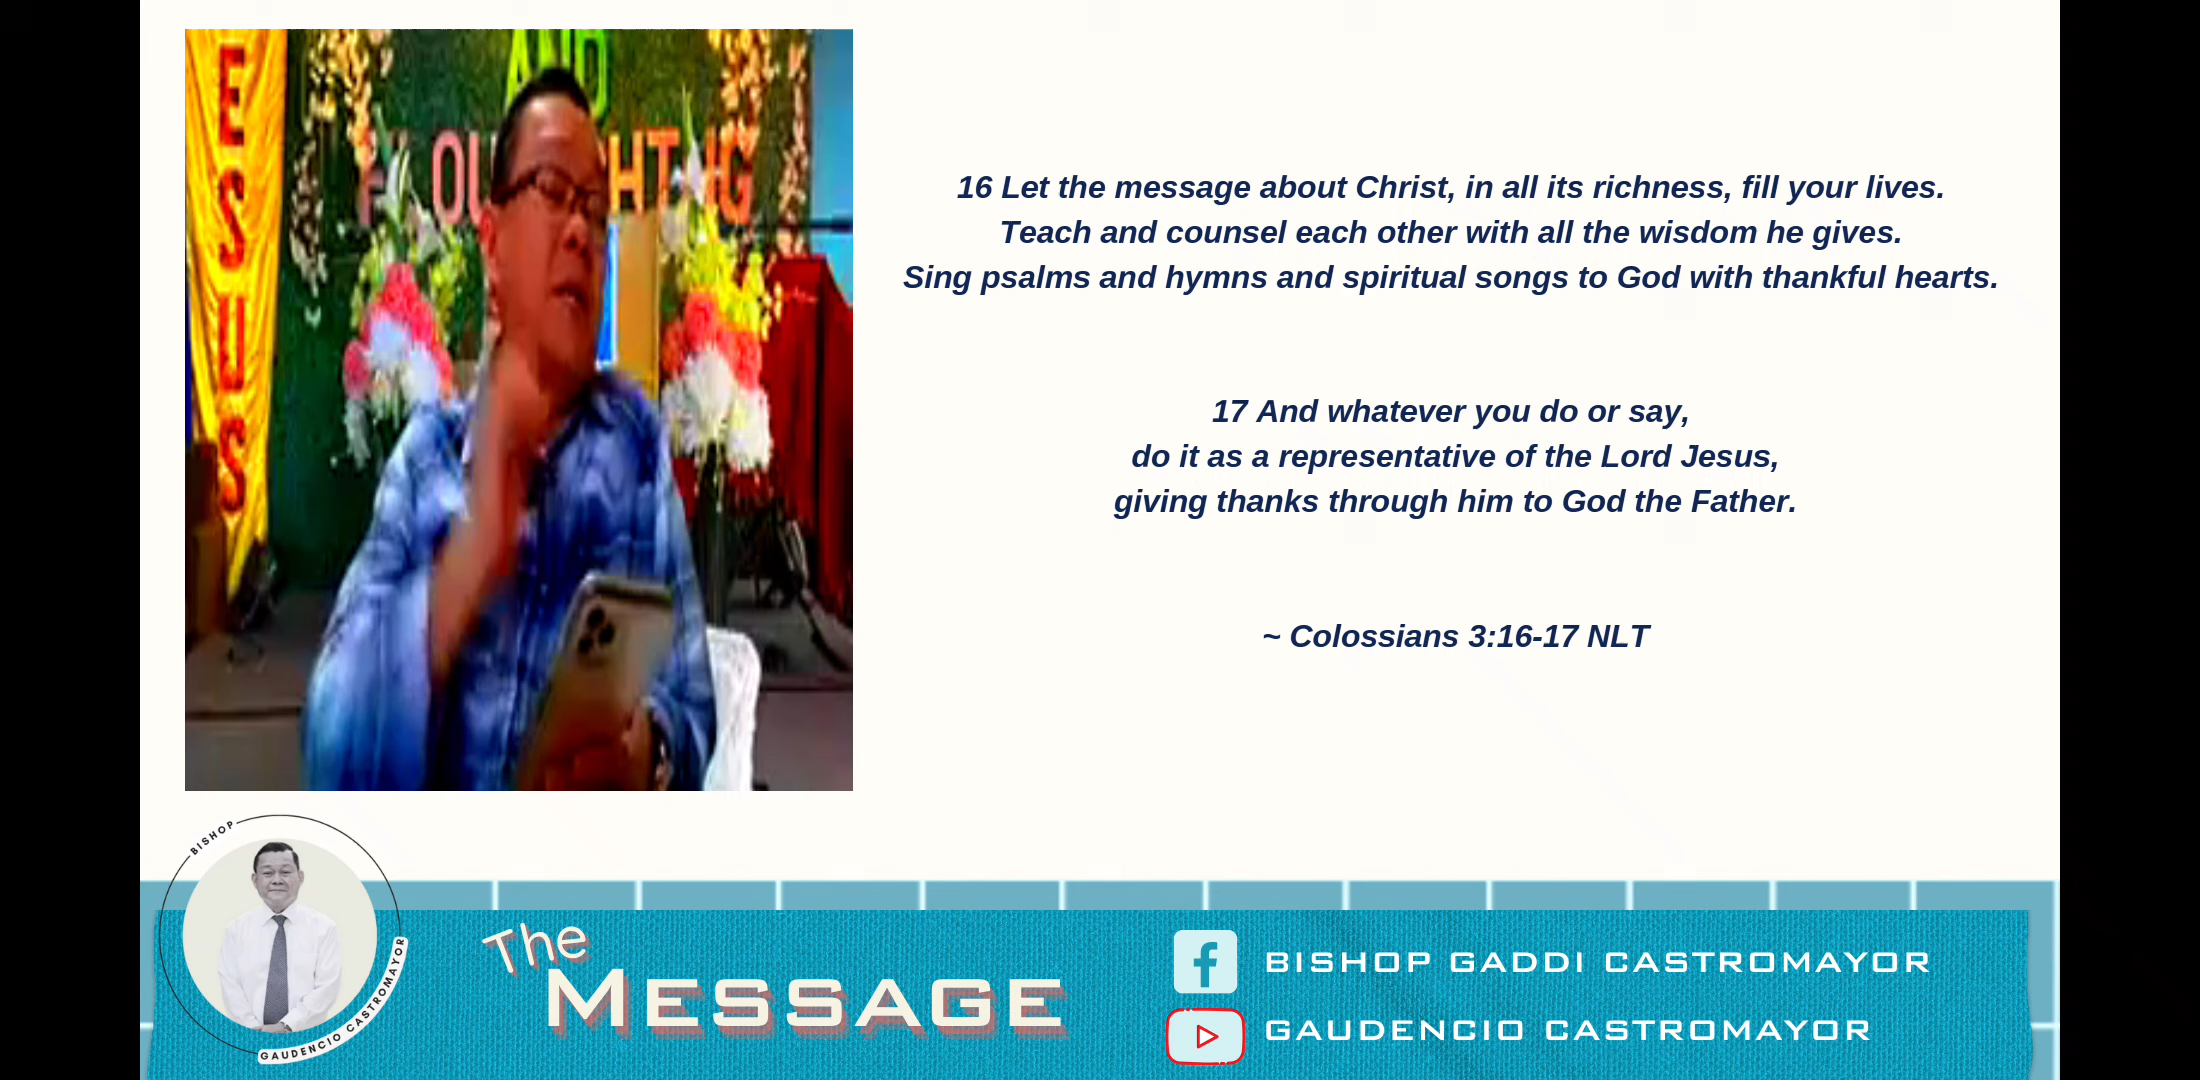 JESUS
AND
16 Let the message about Christ, in all its richness, fill your lives.
Teach and counsel each other with all the wisdom he gives.
Sing psalms and hymns and spiritual songs to God with thankful hearts.
17 And whatever you do or say,
do it as a representative of the Lord Jesus,
giving thanks through him to God the Father.
~ Colossians 3:16-17 NLT
BISHOP
GAUDENCIO CASTROMAYOR
The
MESSAGE
BISHOP GADDI CASTROMAYOR
GAUDENCIO CASTROMAYOR